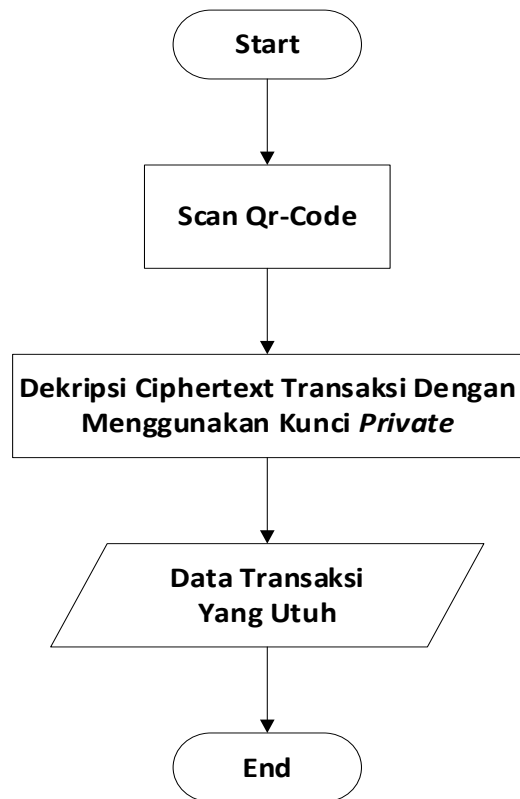 Start
Scan Qr-Code
Dekripsi Ciphertext Transaksi Dengan
Menggunakan Kunci Private
Data Transaksi
Yang Utuh
End